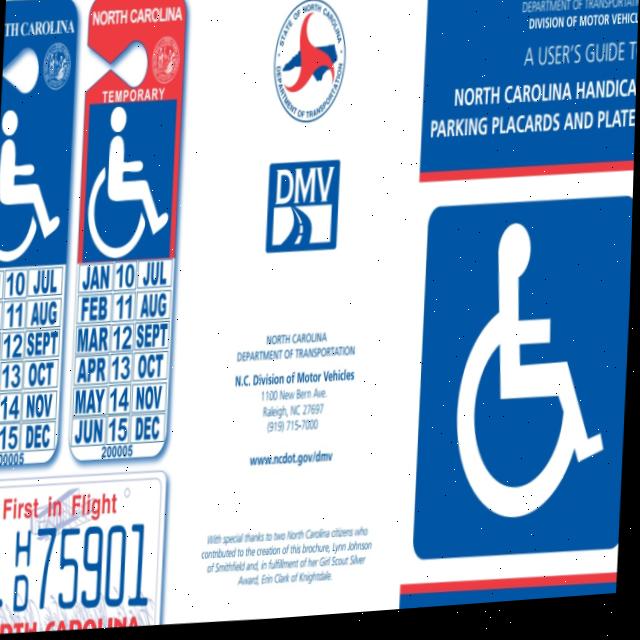 TH CAROLINA
10 JUL
11 AUG
12 SEPT
13 OCT
14 NOV
15 DEC
00005
NORTH CAROLINA
TEMPORARY
JAN 10 JUL
FEB 11 AUG
MAR 12 SEPT
APR 13 OCT
MAY 14 NOV
JUN 15 DEC
200005
First in Flight
HD 75901
TH CAROLINA
STATE OF NORTH CAROLINA
DEPARTMENT OF TRANSPORTATION
DMV
NORTH CAROLINA
DEPARTMENT OF TRANSPORTATION
N.C. Division of Motor Vehicles
1100 New Bern Ave.
Raleigh, NC 27697
(919) 715-7000
www.ncdot.gov/dmv
With special thanks to two North Carolina citizens who
contributed to the creation of this brochure, Lynn Johnson
of Smithfield and, in fulfillment of her Girl Scout Silver
Award, Erin Clark of Knightdale.
DEPARTMENT OF TRANSPORTATION
DIVISION OF MOTOR VEHICL
A USER'S GUIDE T
NORTH CAROLINA HANDICA
PARKING PLACARDS AND PLATE